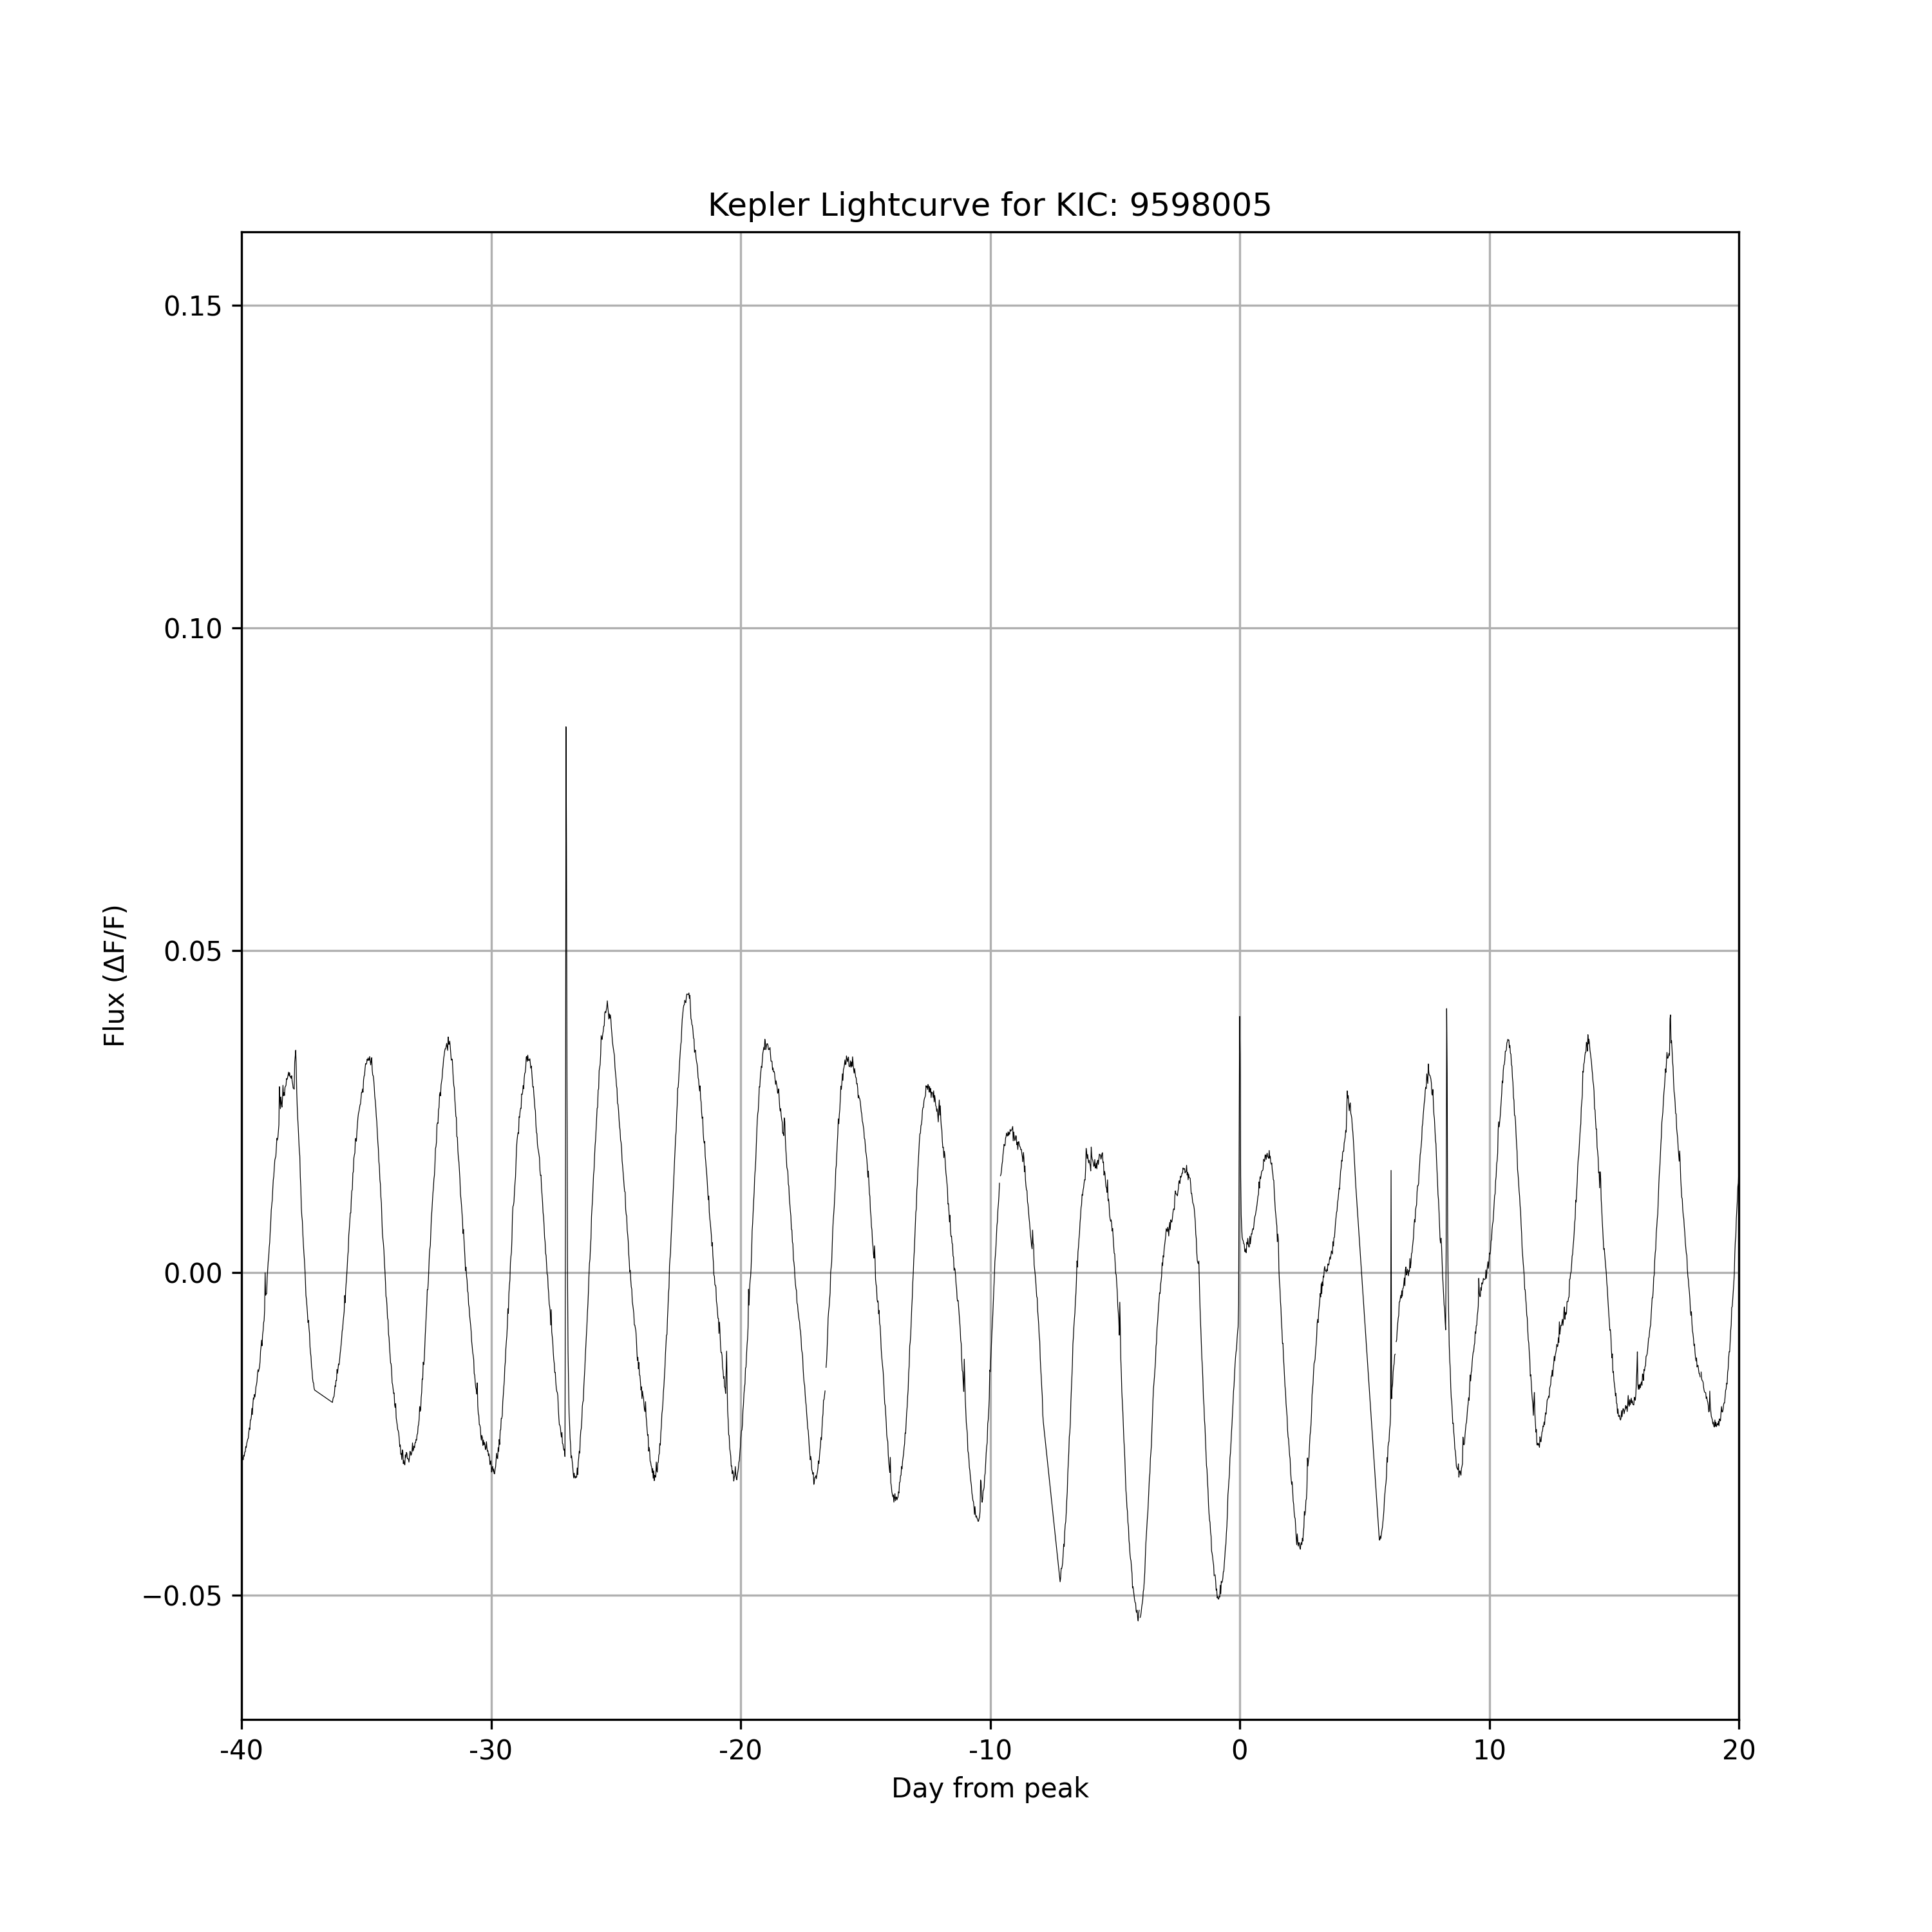 Kepler Lightcurve for KIC: 9598005
0.15
0.10
0.05
0.00
−0.05
Flux (ΔF/F)
-40 -30 -20 -10 0 10 20
Day from peak